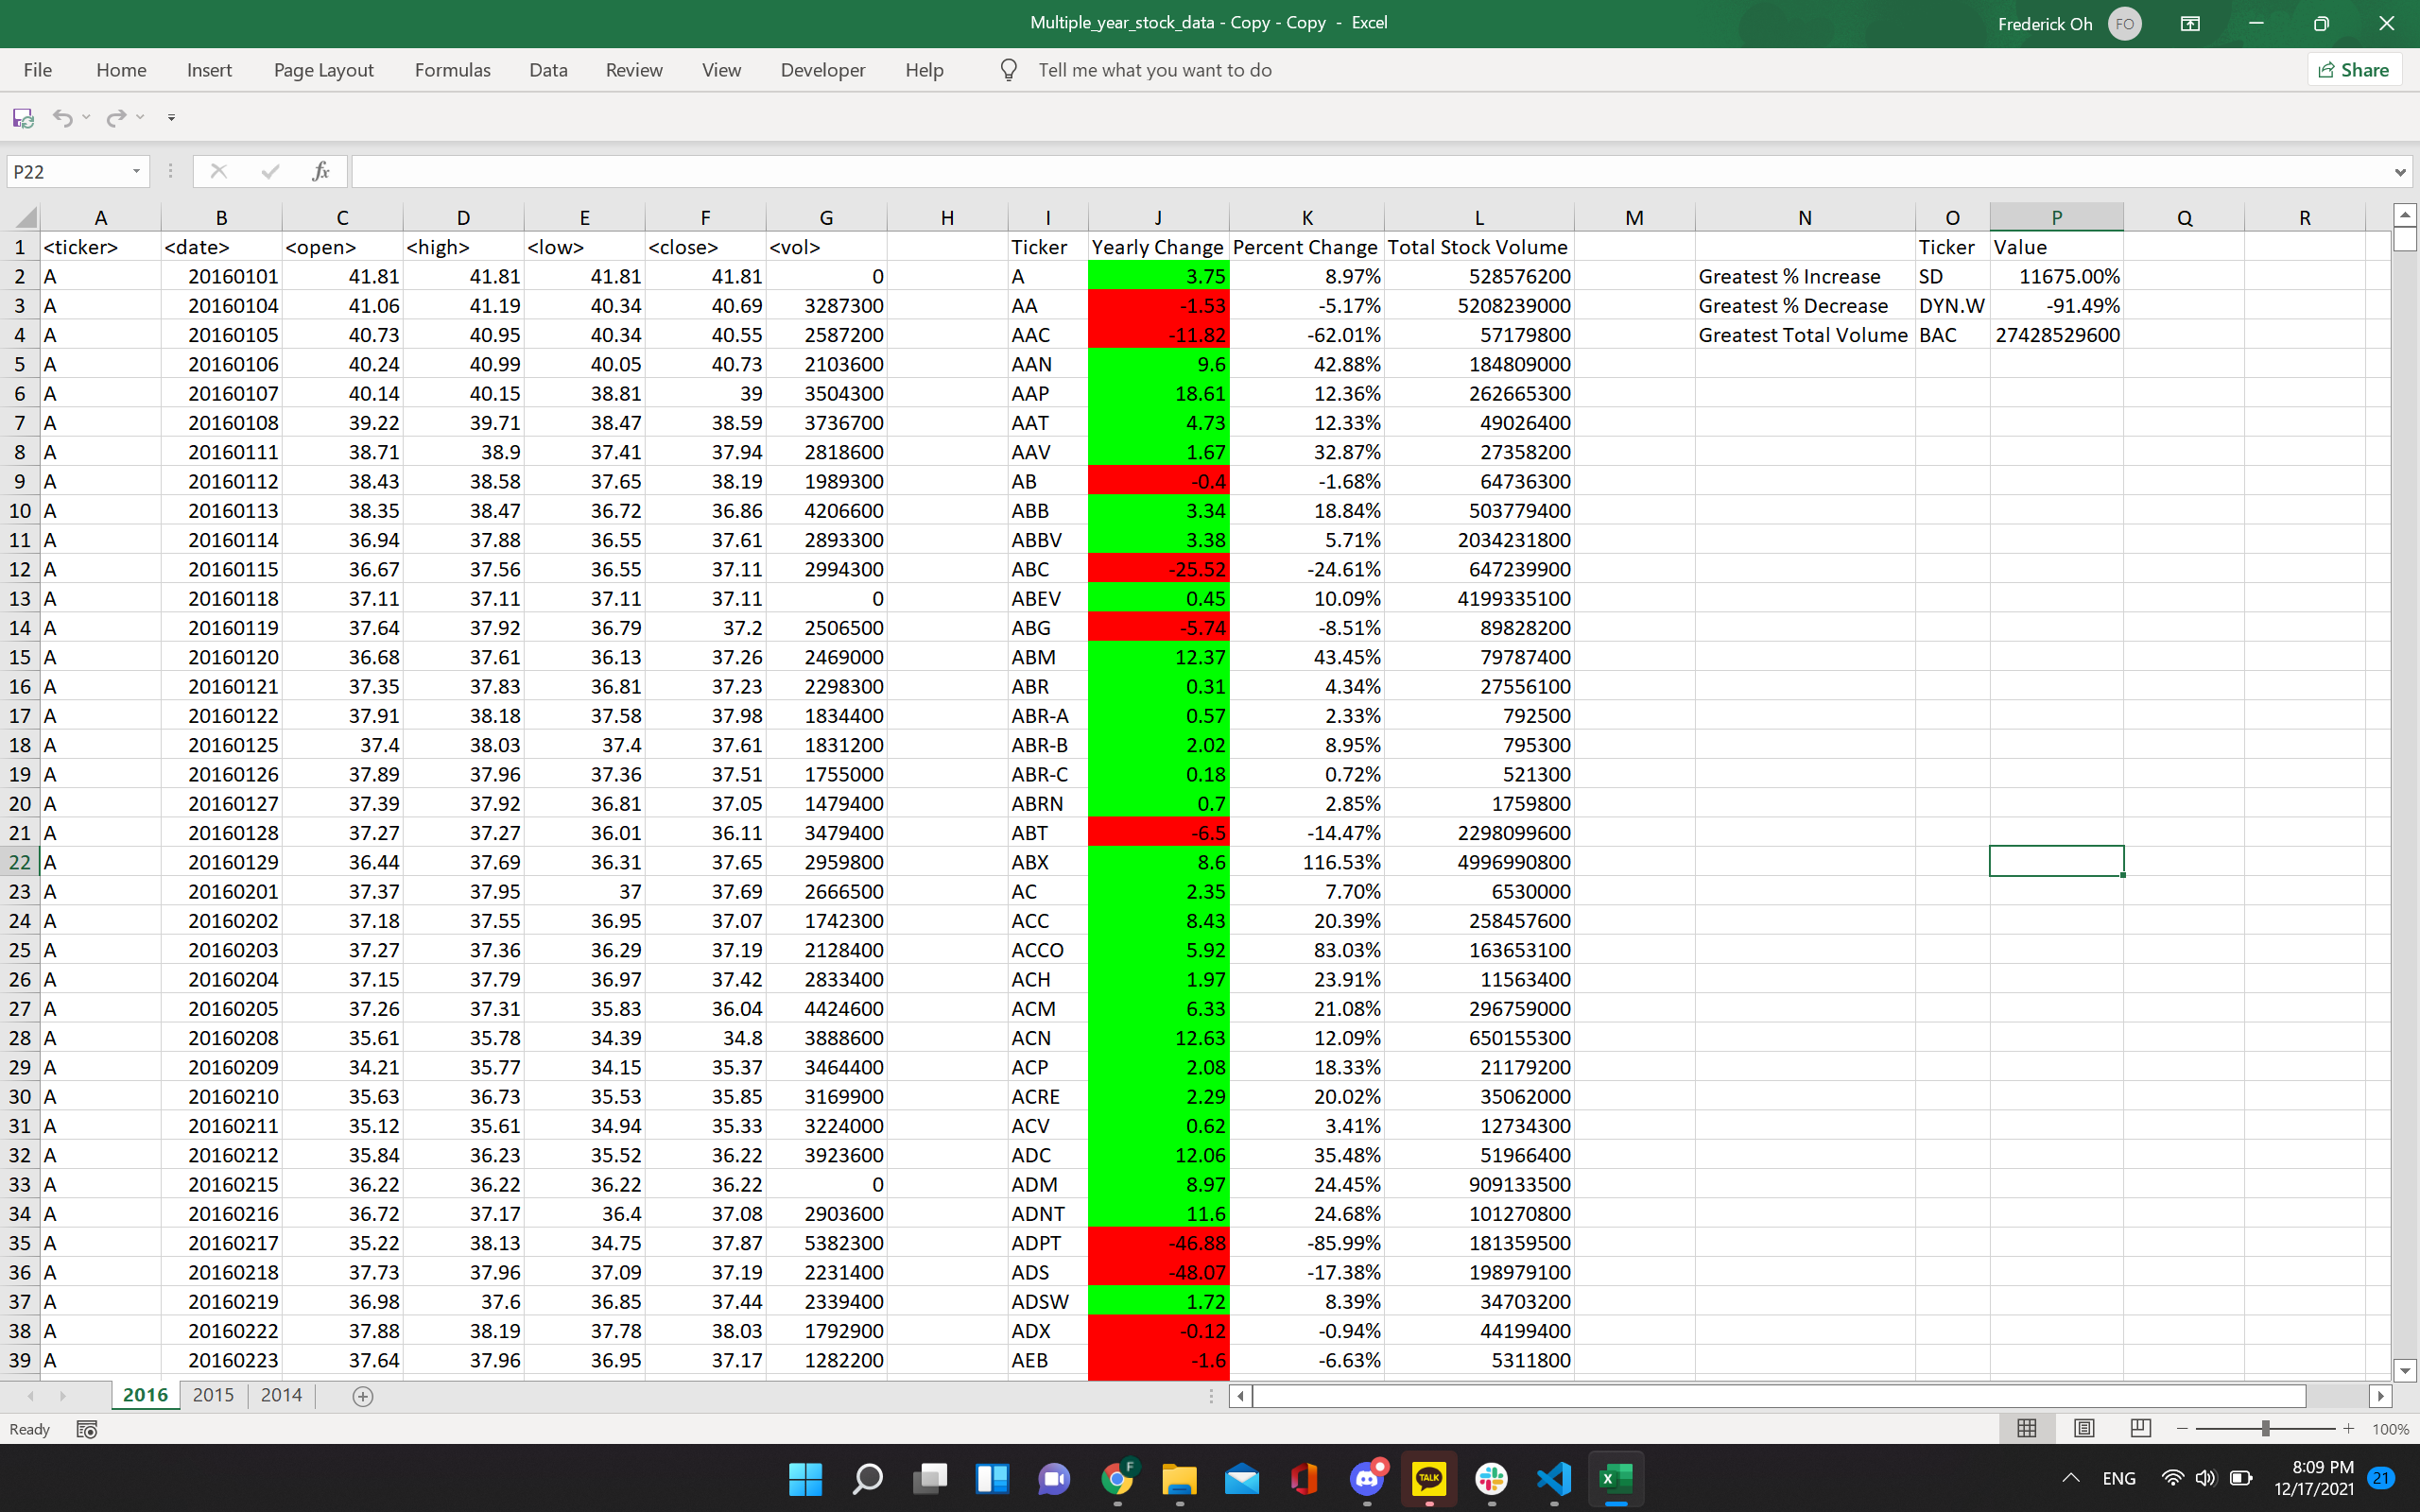 Multiple_year_stock_data - Copy - Copy - Excel
Frederick Oh FO
File Home Insert Page Layout Formulas Data Review View Developer Help Tell me what you want to do Share
P22 fx
A B C D E F G H I J K L M N O P Q R
1 <ticker> <date> <open> <high> <low> <close> <vol> Ticker Yearly Change Percent Change Total Stock Volume Ticker Value
2 A 20160101 41.81 41.81 41.81 41.81 0 A 3.75 8.97% 528576200 Greatest % Increase SD 11675.00%
3 A 20160104 41.06 41.19 40.34 40.69 3287300 AA -1.53 -5.17% 5208239000 Greatest % Decrease DYN.W -91.49%
4 A 20160105 40.73 40.95 40.34 40.55 2587200 AAC -11.82 -62.01% 57179800 Greatest Total Volume BAC 27428529600
5 A 20160106 40.24 40.99 40.05 40.73 2103600 AAN 9.6 42.88% 184809000
6 A 20160107 40.14 40.15 38.81 39 3504300 AAP 18.61 12.36% 262665300
7 A 20160108 39.22 39.71 38.47 38.59 3736700 AAT 4.73 12.33% 49026400
8 A 20160111 38.71 38.9 37.41 37.94 2818600 AAV 1.67 32.87% 27358200
9 A 20160112 38.43 38.58 37.65 38.19 1989300 AB -0.4 -1.68% 64736300
10 A 20160113 38.35 38.47 36.72 36.86 4206600 ABB 3.34 18.84% 503779400
11 A 20160114 36.94 37.88 36.55 37.61 2893300 ABBV 3.38 5.71% 2034231800
12 A 20160115 36.67 37.56 36.55 37.11 2994300 ABC -25.52 -24.61% 647239900
13 A 20160118 37.11 37.11 37.11 37.11 0 ABEV 0.45 10.09% 4199335100
14 A 20160119 37.64 37.92 36.79 37.2 2506500 ABG -5.74 -8.51% 89828200
15 A 20160120 36.68 37.61 36.13 37.26 2469000 ABM 12.37 43.45% 79787400
16 A 20160121 37.35 37.83 36.81 37.23 2298300 ABR 0.31 4.34% 27556100
17 A 20160122 37.91 38.18 37.58 37.98 1834400 ABR-A 0.57 2.33% 792500
18 A 20160125 37.4 38.03 37.4 37.61 1831200 ABR-B 2.02 8.95% 795300
19 A 20160126 37.89 37.96 37.36 37.51 1755000 ABR-C 0.18 0.72% 521300
20 A 20160127 37.39 37.92 36.81 37.05 1479400 ABRN 0.7 2.85% 1759800
21 A 20160128 37.27 37.27 36.01 36.11 3479400 ABT -6.5 -14.47% 2298099600
22 A 20160129 36.44 37.69 36.31 37.65 2959800 ABX 8.6 116.53% 4996990800
23 A 20160201 37.37 37.95 37 37.69 2666500 AC 2.35 7.70% 6530000
24 A 20160202 37.18 37.55 36.95 37.07 1742300 ACC 8.43 20.39% 258457600
25 A 20160203 37.27 37.36 36.29 37.19 2128400 ACCO 5.92 83.03% 163653100
26 A 20160204 37.15 37.79 36.97 37.42 2833400 ACH 1.97 23.91% 11563400
27 A 20160205 37.26 37.31 35.83 36.04 4424600 ACM 6.33 21.08% 296759000
28 A 20160208 35.61 35.78 34.39 34.8 3888600 ACN 12.63 12.09% 650155300
29 A 20160209 34.21 35.77 34.15 35.37 3464400 ACP 2.08 18.33% 21179200
30 A 20160210 35.63 36.73 35.53 35.85 3169900 ACRE 2.29 20.02% 35062000
31 A 20160211 35.12 35.61 34.94 35.33 3224000 ACV 0.62 3.41% 12734300
32 A 20160212 35.84 36.23 35.52 36.22 3923600 ADC 12.06 35.48% 51966400
33 A 20160215 36.22 36.22 36.22 36.22 0 ADM 8.97 24.45% 909133500
34 A 20160216 36.72 37.17 36.4 37.08 2903600 ADNT 11.6 24.68% 101270800
35 A 20160217 35.22 38.13 34.75 37.87 5382300 ADPT -46.88 -85.99% 181359500
36 A 20160218 37.73 37.96 37.09 37.19 2231400 ADS -48.07 -17.38% 198979100
37 A 20160219 36.98 37.6 36.85 37.44 2339400 ADSW 1.72 8.39% 34703200
38 A 20160222 37.88 38.19 37.78 38.03 1792900 ADX -0.12 -0.94% 44199400
39 A 20160223 37.64 37.96 36.95 37.17 1282200 AEB -1.6 -6.63% 5311800
2016 2015 2014
Ready 100%
F TALK ENG 8:09 PM 21
12/17/2021